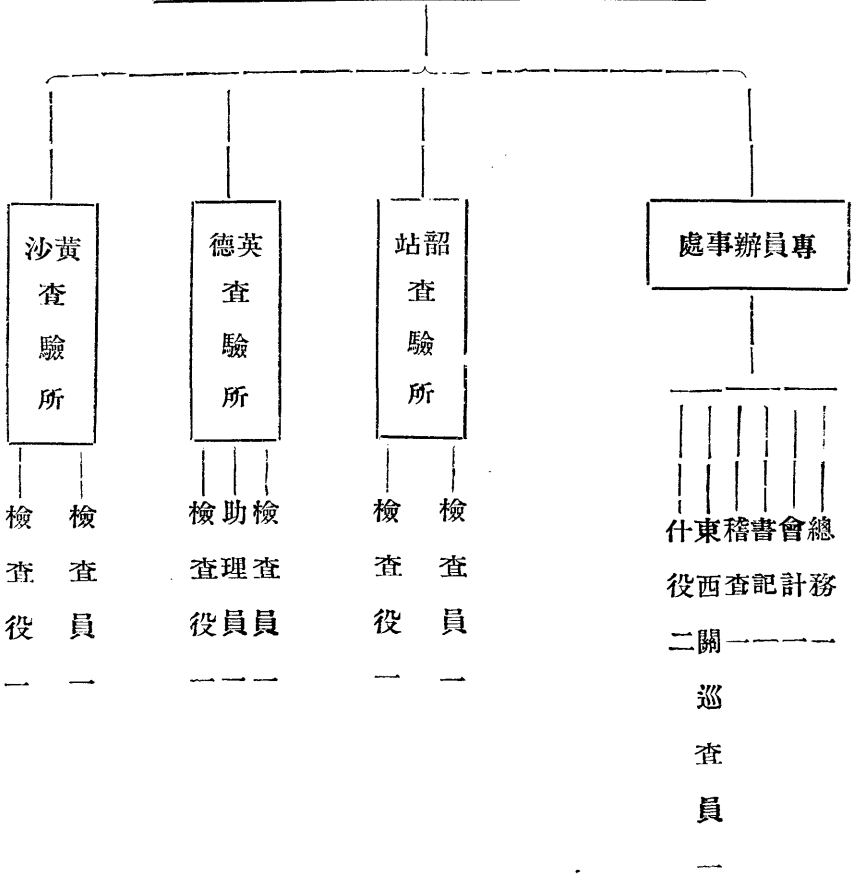 專員辦事處
總務一
會計一
書記一
稽查一
東西關巡查員一
什役二
韶站查驗所
檢查員一
檢查役一
英德查驗所
檢查員一
助理員一
檢查役一
黃沙查驗所
檢查員一
檢查役一